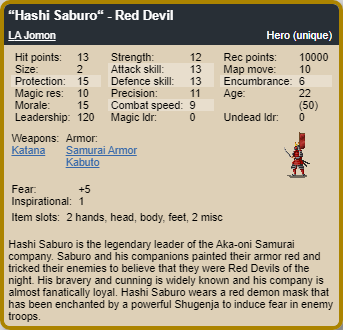 “Hashi Saburo“ - Red Devil
LA Jomon Hero (unique)
Hit points: 13 Strength: 12 Rec points: 10000
Size: 2 Attack skill: 13 Map move: 10
Protection: 15 Defence skill: 13 Encumbrance: 6
Magic res: 10 Precision: 11 Age: 22
Morale: 15 Combat speed: 9 (50)
Leadership: 120 Magic ldr: 0 Undead ldr: 0
Weapons: Armor:
Katana Samurai Armor
Kabuto
Fear: +5
Inspirational: 1
Item slots: 2 hands, head, body, feet, 2 misc
Hashi Saburo is the legendary leader of the Aka-oni Samurai
company. Saburo and his companions painted their armor red and
tricked their enemies to believe that they were Red Devils of the
night. His bravery and cunning is widely known and his company is
almost fanatically loyal. Hashi Saburo wears a red demon mask that
has been enchanted by a powerful Shugenja to induce fear in enemy
troops.